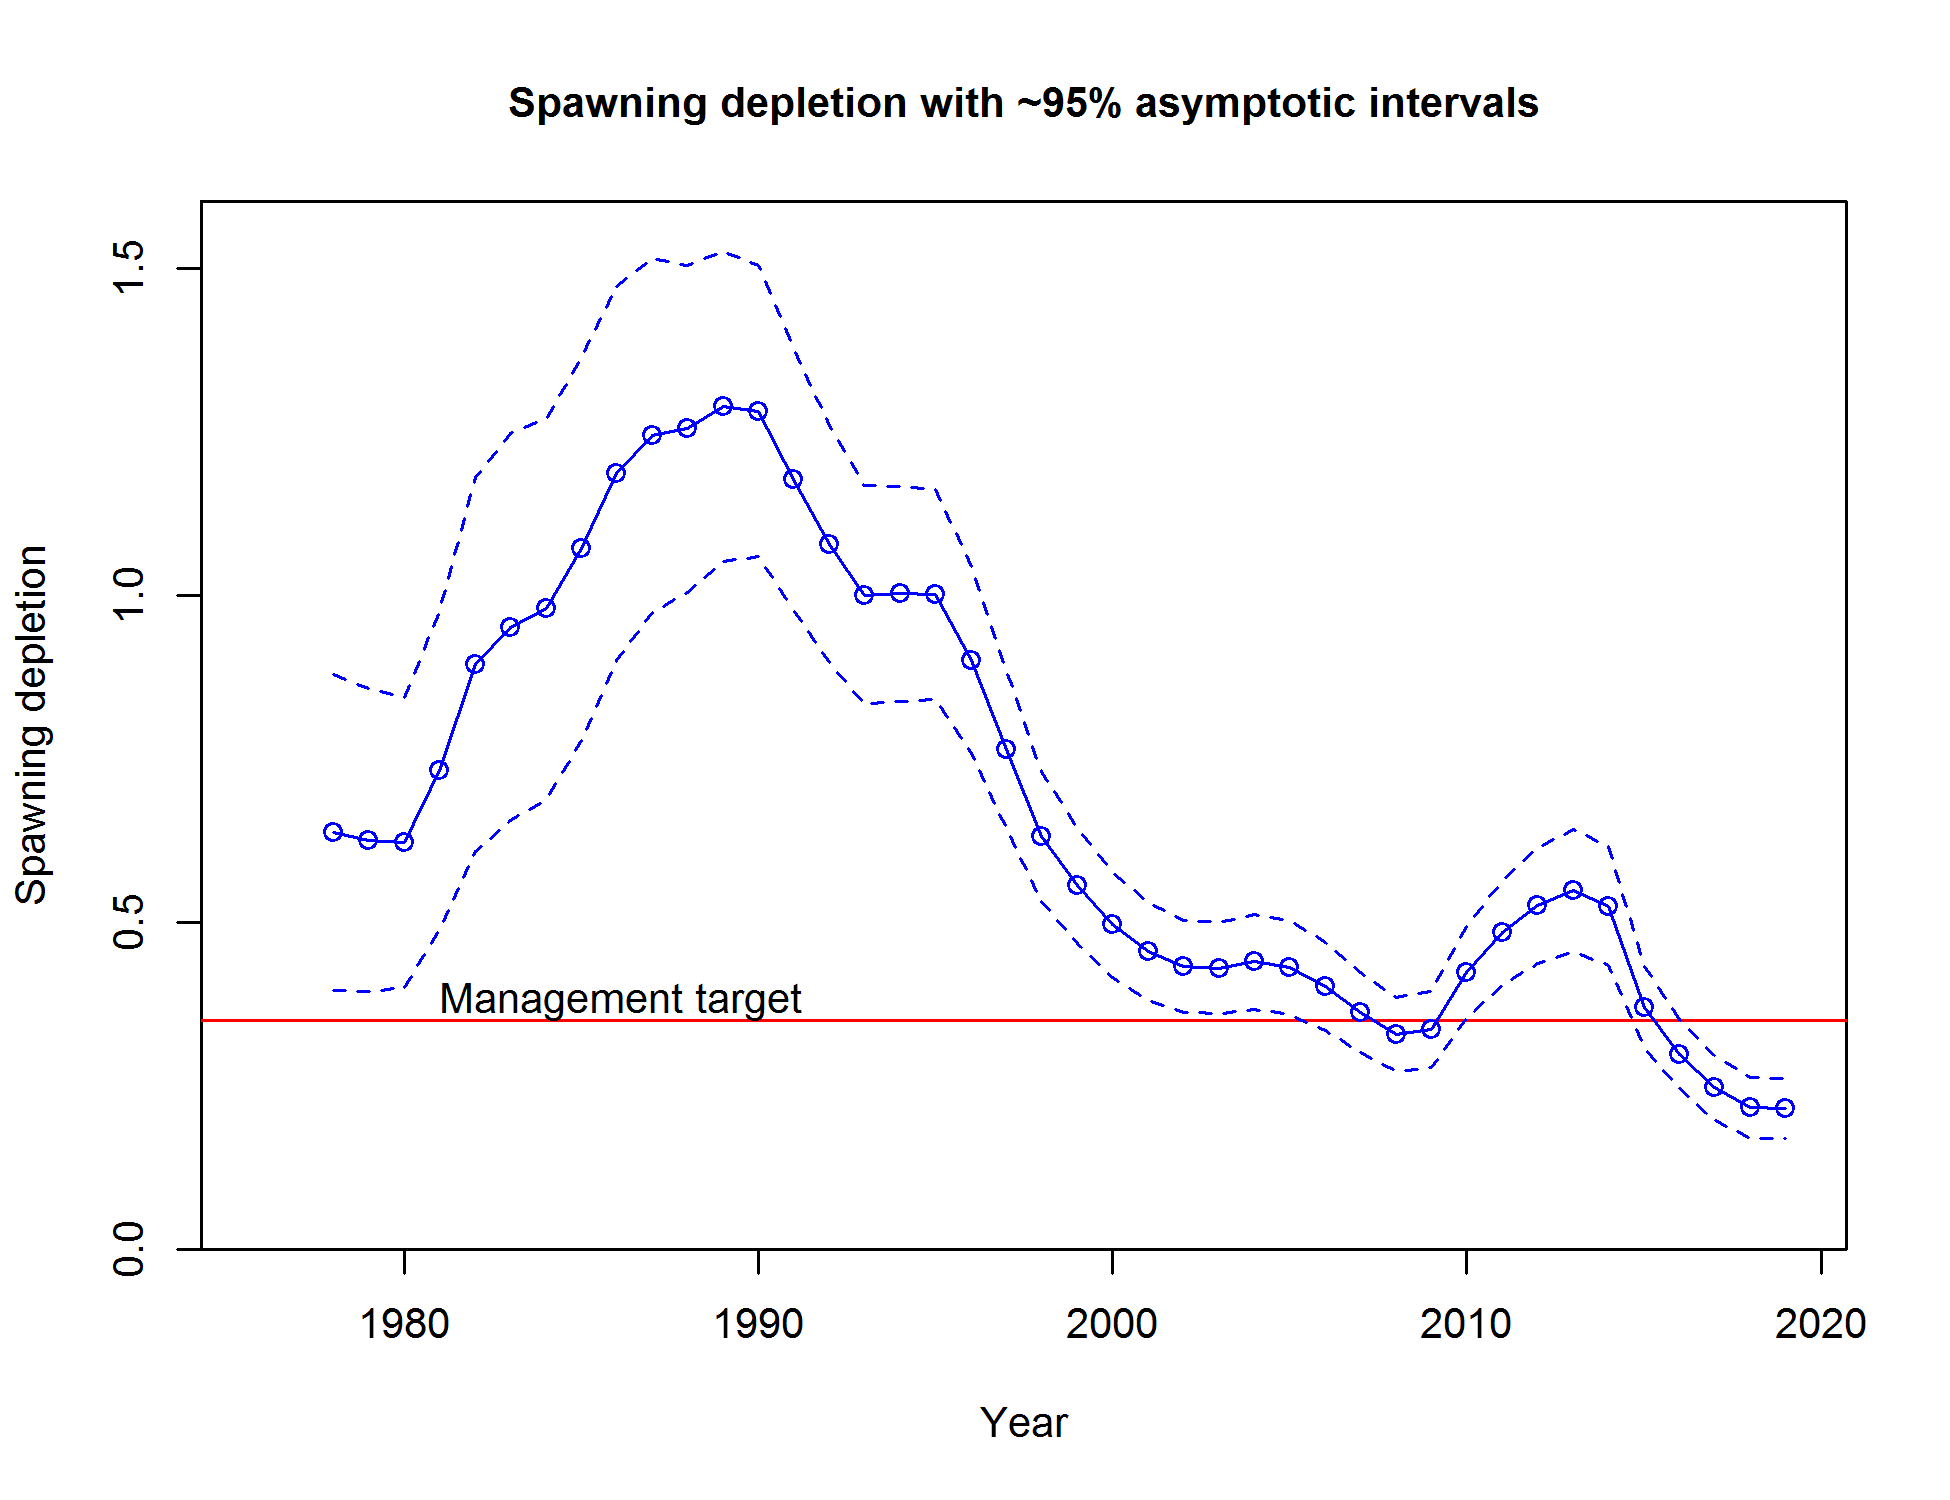 Spawning depletion with ~95% asymptotic intervals
Spawning depletion
1.5
1.0
0.5
0.0
Management target
1980 1990 2000 2010 2020
Year